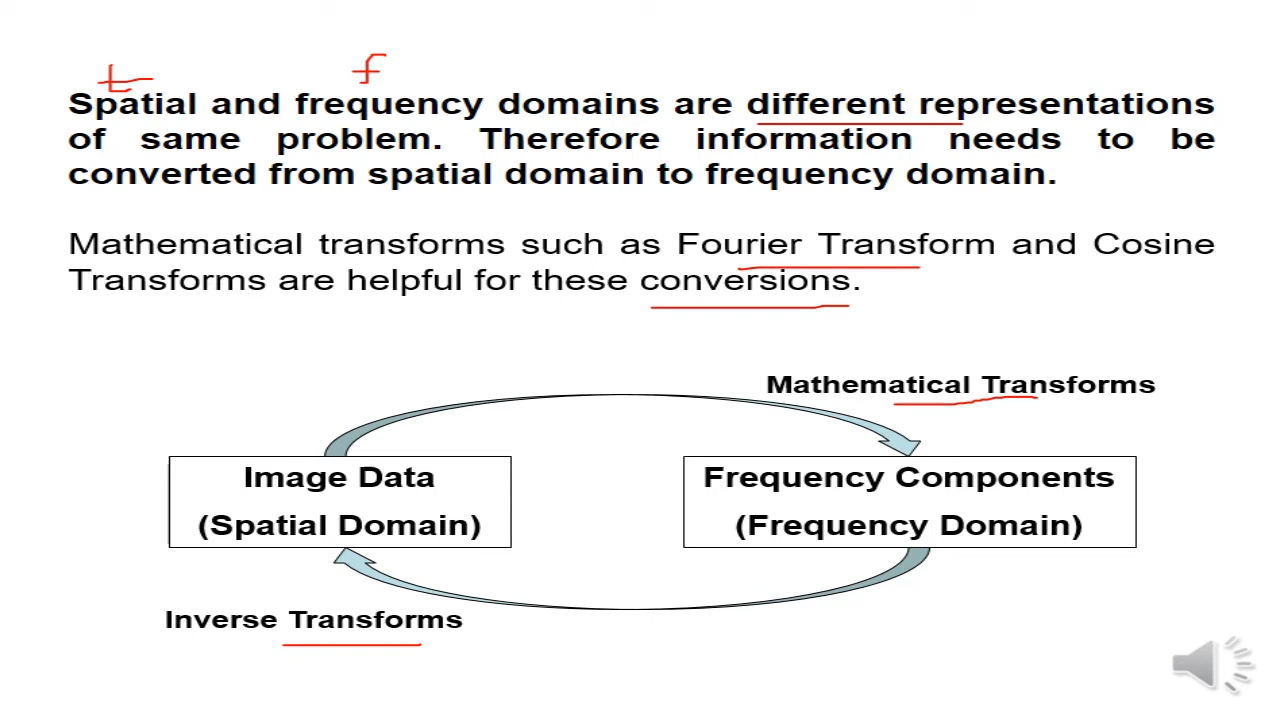 t f
Spatial and frequency domains are different representations
of same problem. Therefore information needs to be
converted from spatial domain to frequency domain.
Mathematical transforms such as Fourier Transform and Cosine
Transforms are helpful for these conversions.
Mathematical Transforms
Image Data
(Spatial Domain)
Frequency Components
(Frequency Domain)
Inverse Transforms